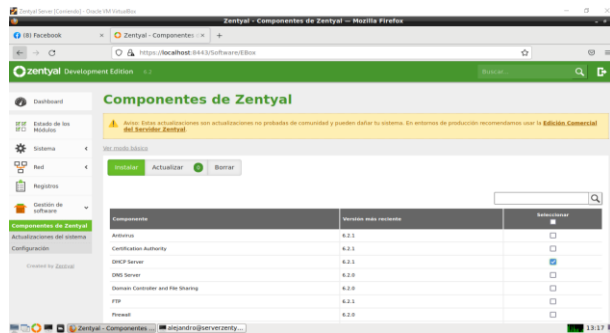 Zentyal Server [Corriendo] - Oracle VM VirtualBox
Zentyal - Componentes de Zentyal — Mozilla Firefox
(8) Facebook
Zentyal - Componentes
https://localhost:8443/Software/EBox
zentyal Development Edition 6.2
Buscar...
Dashboard
Estado de los Módulos
Sistema
Red
Registros
Gestión de software
Componentes de Zentyal
Actualizaciones del sistema
Configuración
Created by Zentyal
Componentes de Zentyal
Aviso: Estas actualizaciones son actualizaciones no probadas de comunidad y pueden dañar tu sistema. En entornos de producción recomendamos usar la Edición Comercial
del Servidor Zentyal.
Ver modo básico
Instalar Actualizar 0 Borrar
Componente Versión más reciente Seleccionar
Antivirus 6.2.1
Certification Authority 6.2.1
DHCP Server 6.2.1
DNS Server 6.2.0
Domain Controller and File Sharing 6.2.0
FTP 6.2.1
Firewall 6.2.0
Zentyal - Componentes ... alejandro@serverzenty... 13:17